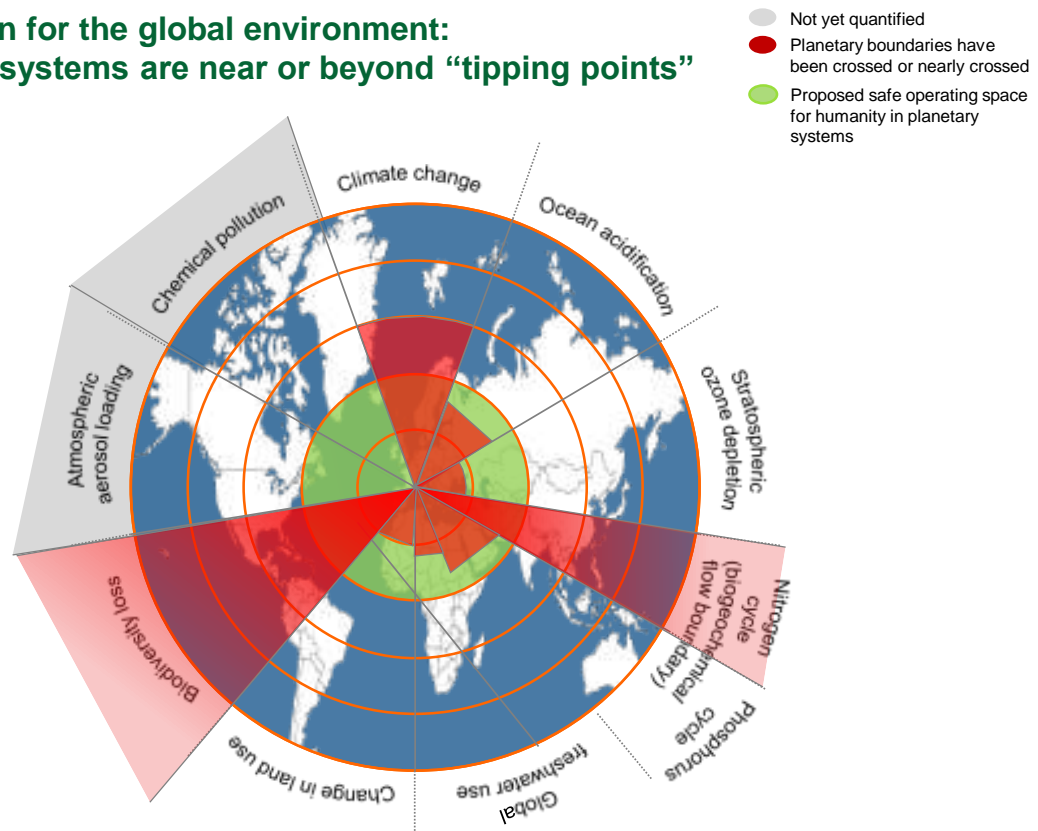 n for the global environment:
systems are near or beyond “tipping points”
Not yet quantified
Planetary boundaries have
been crossed or nearly crossed
Proposed safe operating space
for humanity in planetary
systems
Climate change
Ocean acidification
Stratospheric
ozone depletion
Nitrogen
cycle
(biogeochemical
flow boundary)
Phosphorus
cycle
Global
freshwater use
Change in land use
Biodiversity loss
Atmospheric
aerosol loading
Chemical pollution